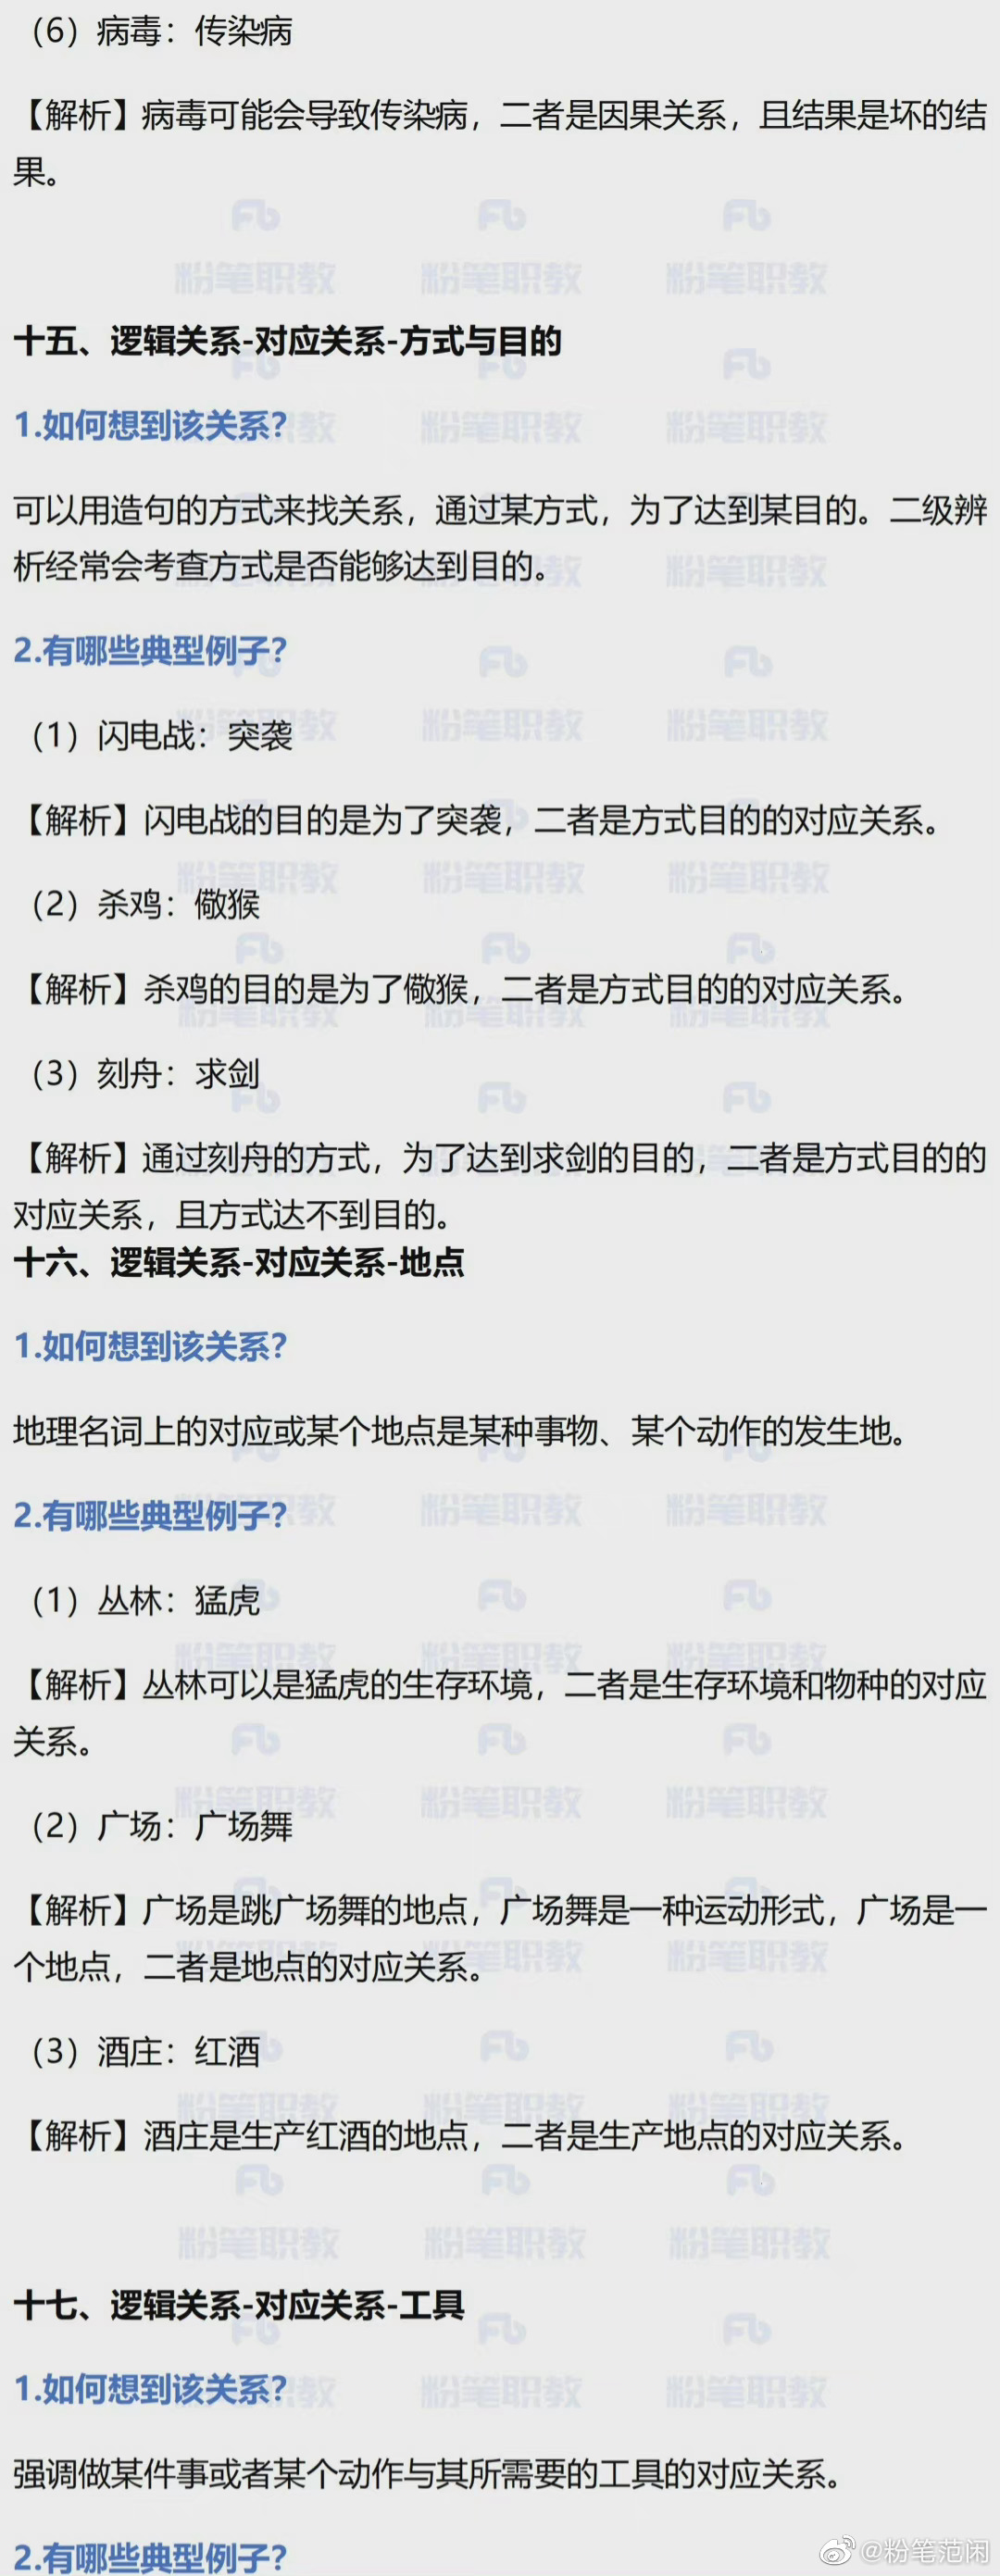 （6）病毒：传染病
【解析】病毒可能会导致传染病，二者是因果关系，且结果是坏的结
果。
十五、逻辑关系-对应关系-方式与目的
1.如何想到该关系？
可以用造句的方式来找关系，通过某方式，为了达到某目的。二级辨
析经常会考查方式是否能够达到目的。
2.有哪些典型例子？
（1）闪电战：突袭
【解析】闪电战的目的是为了突袭，二者是方式目的的对应关系。
（2）杀鸡：儆猴
【解析】杀鸡的目的是为了儆猴，二者是方式目的的对应关系。
（3）刻舟：求剑
【解析】通过刻舟的方式，为了达到求剑的目的，二者是方式目的的
对应关系，且方式达不到目的。
十六、逻辑关系-对应关系-地点
1.如何想到该关系？
地理名词上的对应或某个地点是某种事物、某个动作的发生地。
2.有哪些典型例子？
（1）丛林：猛虎
【解析】丛林可以是猛虎的生存环境，二者是生存环境和物种的对应
关系。
（2）广场：广场舞
【解析】广场是跳广场舞的地点，广场舞是一种运动形式，广场是一
个地点，二者是地点的对应关系。
（3）酒庄：红酒
【解析】酒庄是生产红酒的地点，二者是生产地点的对应关系。
十七、逻辑关系-对应关系-工具
1.如何想到该关系？
强调做某件事或者某个动作与其所需要的工具的对应关系。
2.有哪些典型例子？
@粉笔范闲
粉笔职教